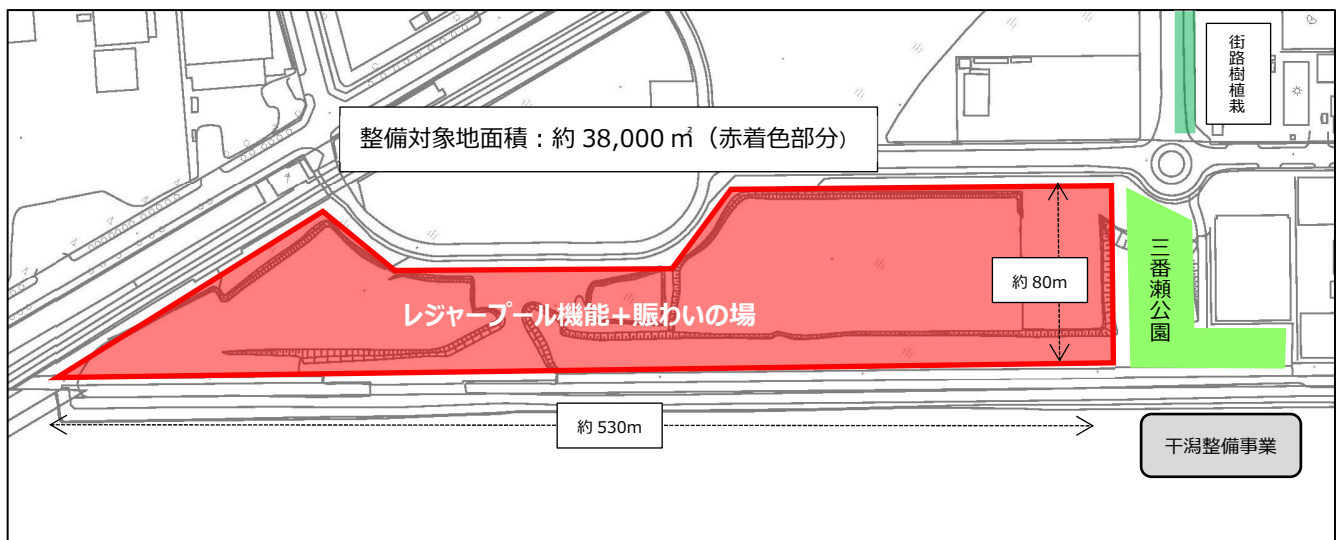 街路樹植栽
整備対象地面積：約 38,000 ㎡（赤着色部分）
約 80m
三番瀬公園
レジャープール機能＋賑わいの場
約 530m
干潟整備事業